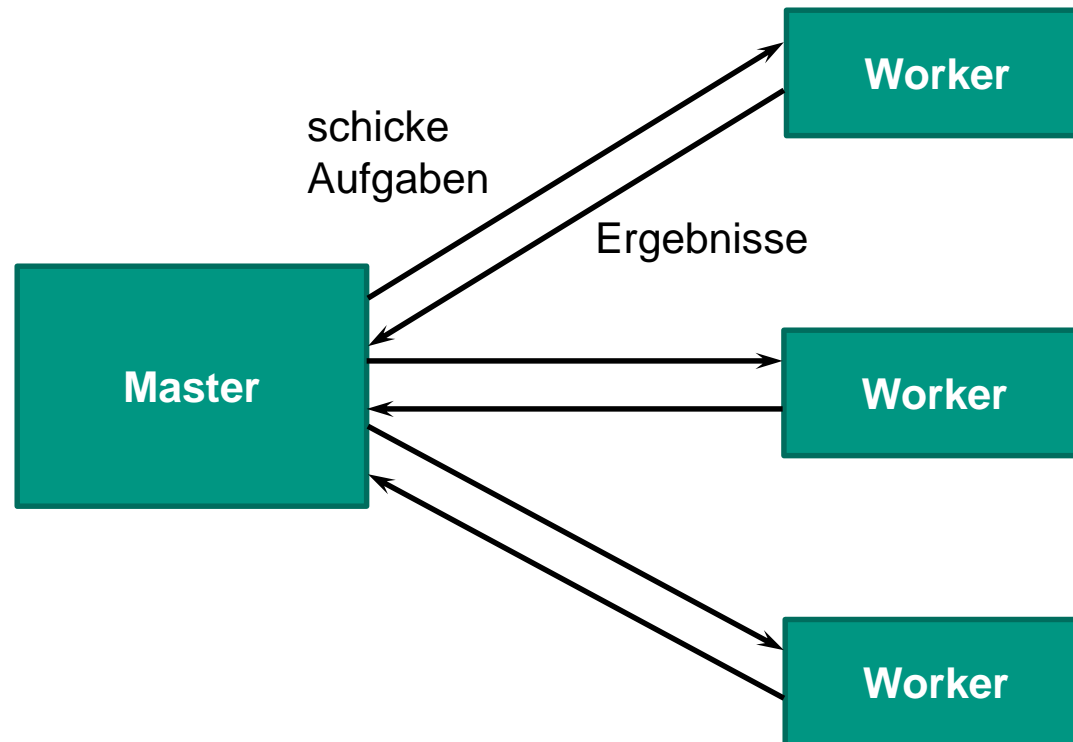 Worker
schicke
Aufgaben
Ergebnisse
Master
Worker
Worker